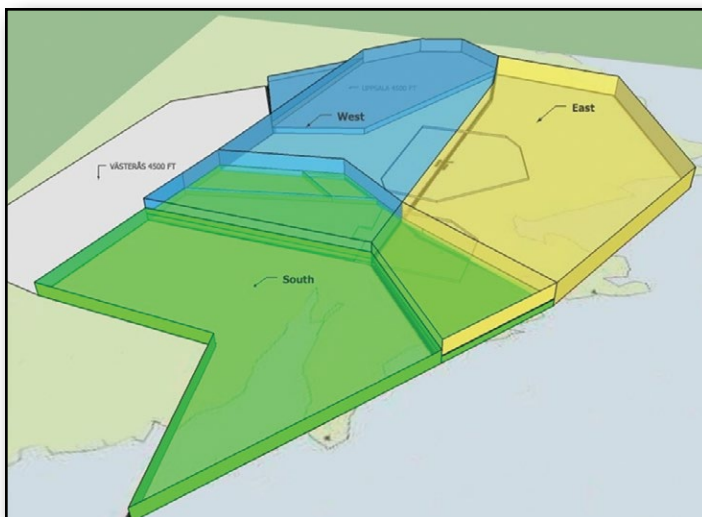 UPPSALA 4500 FT
West
East
VÄSTERÅS 4500 FT
South